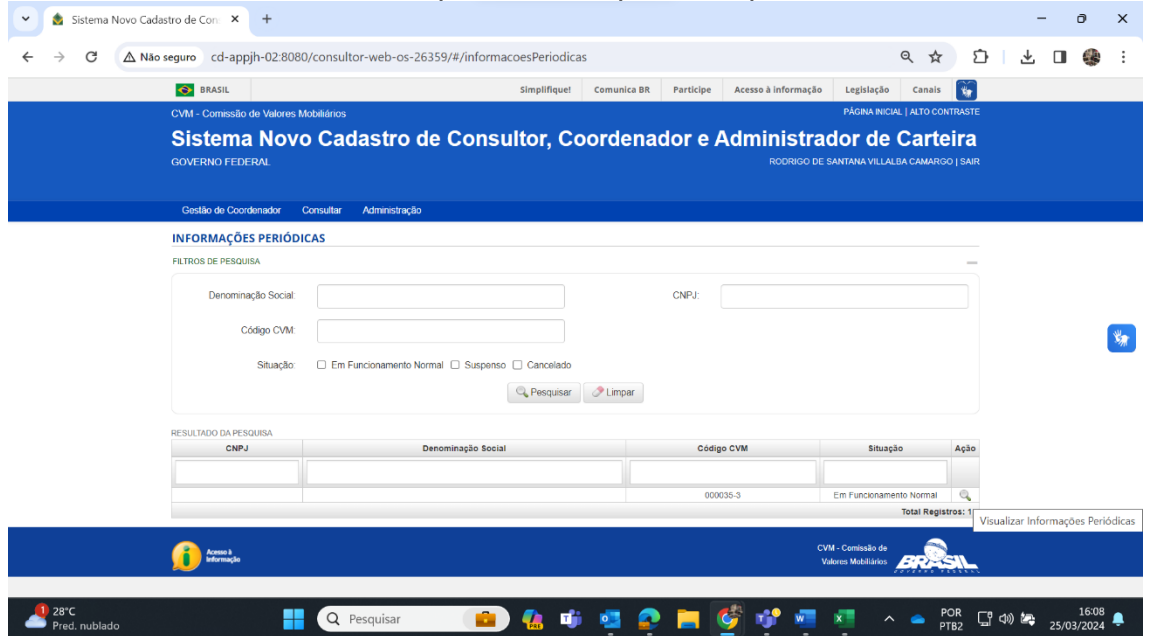 Sistema Novo Cadastro de Con
Não seguro cd-appjh-02:8080/consultor-web-os-26359/#/informacoesPeriodicas
BRASIL Simplifique! Comunica BR Participe Acesso à informação Legislação Canais
CVM - Comissão de Valores Mobiliários PÁGINA INICIAL | ALTO CONTRASTE
Sistema Novo Cadastro de Consultor, Coordenador e Administrador de Carteira
GOVERNO FEDERAL RODRIGO DE SANTANA VILLALBA CAMARGO | SAIR
Gestão de Coordenador Consultar Administração
INFORMAÇÕES PERIÓDICAS
FILTROS DE PESQUISA
Denominação Social: CNPJ:
Código CVM:
Situação: Em Funcionamento Normal Suspenso Cancelado
Pesquisar Limpar
RESULTADO DA PESQUISA
CNPJ Denominação Social Código CVM Situação Ação
000035-3 Em Funcionamento Normal
Total Registros: 1
Visualizar Informações Periódicas
Acesso à
Informação
CVM - Comissão de
Valores Mobiliários
BRASIL
GOVERNO FEDERAL
1 28°C
Pred. nublado
Pesquisar
PRE
POR
PTB2
16:08
25/03/2024